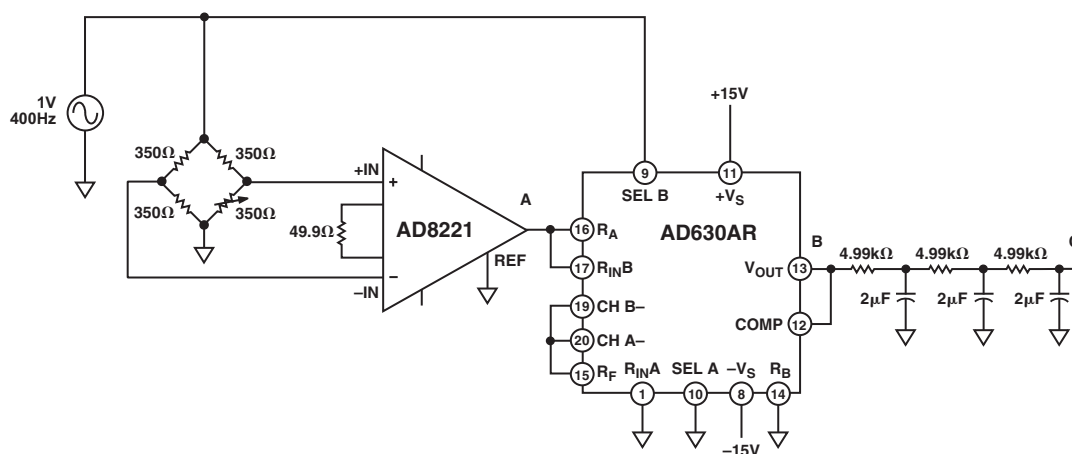 1V
400Hz
350Ω
350Ω
350Ω
350Ω
+IN
+
49.9Ω
AD8221
−
–IN
REF
A
+15V
9
SEL B
11
+VS
16
RA
AD630AR
17
RINB
19
CH B–
20
CH A–
15
RF
RINA
1
SEL A
10
–VS
8
RB
14
–15V
B
VOUT
13
COMP
12
4.99kΩ
4.99kΩ
4.99kΩ
2µF
2µF
2µF